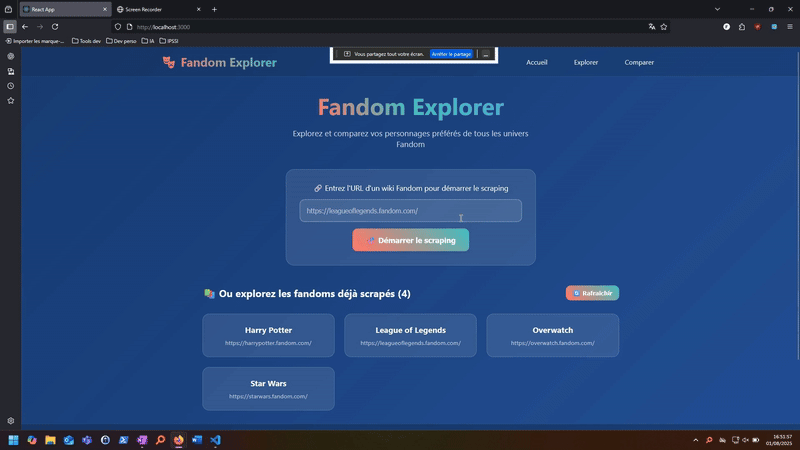 React App
Screen Recorder
http://localhost:3000
Importer les marque-...
Tools dev
Dev perso
IA
IPSSI
Vous partagez tout votre écran.
Arrêter le partage
Fandom Explorer
Accueil
Explorer
Comparer
Fandom Explorer
Explorez et comparez vos personnages préférés de tous les univers
Fandom
Entrez l'URL d'un wiki Fandom pour démarrer le scraping
https://leagueoflegends.fandom.com/
Démarrer le scraping
Ou explorez les fandoms déjà scrapés (4)
Rafraîchir
Harry Potter
https://harrypotter.fandom.com/
League of Legends
https://leagueoflegends.fandom.com/
Overwatch
https://overwatch.fandom.com/
Star Wars
https://starwars.fandom.com/
16:51:57
01/08/2025